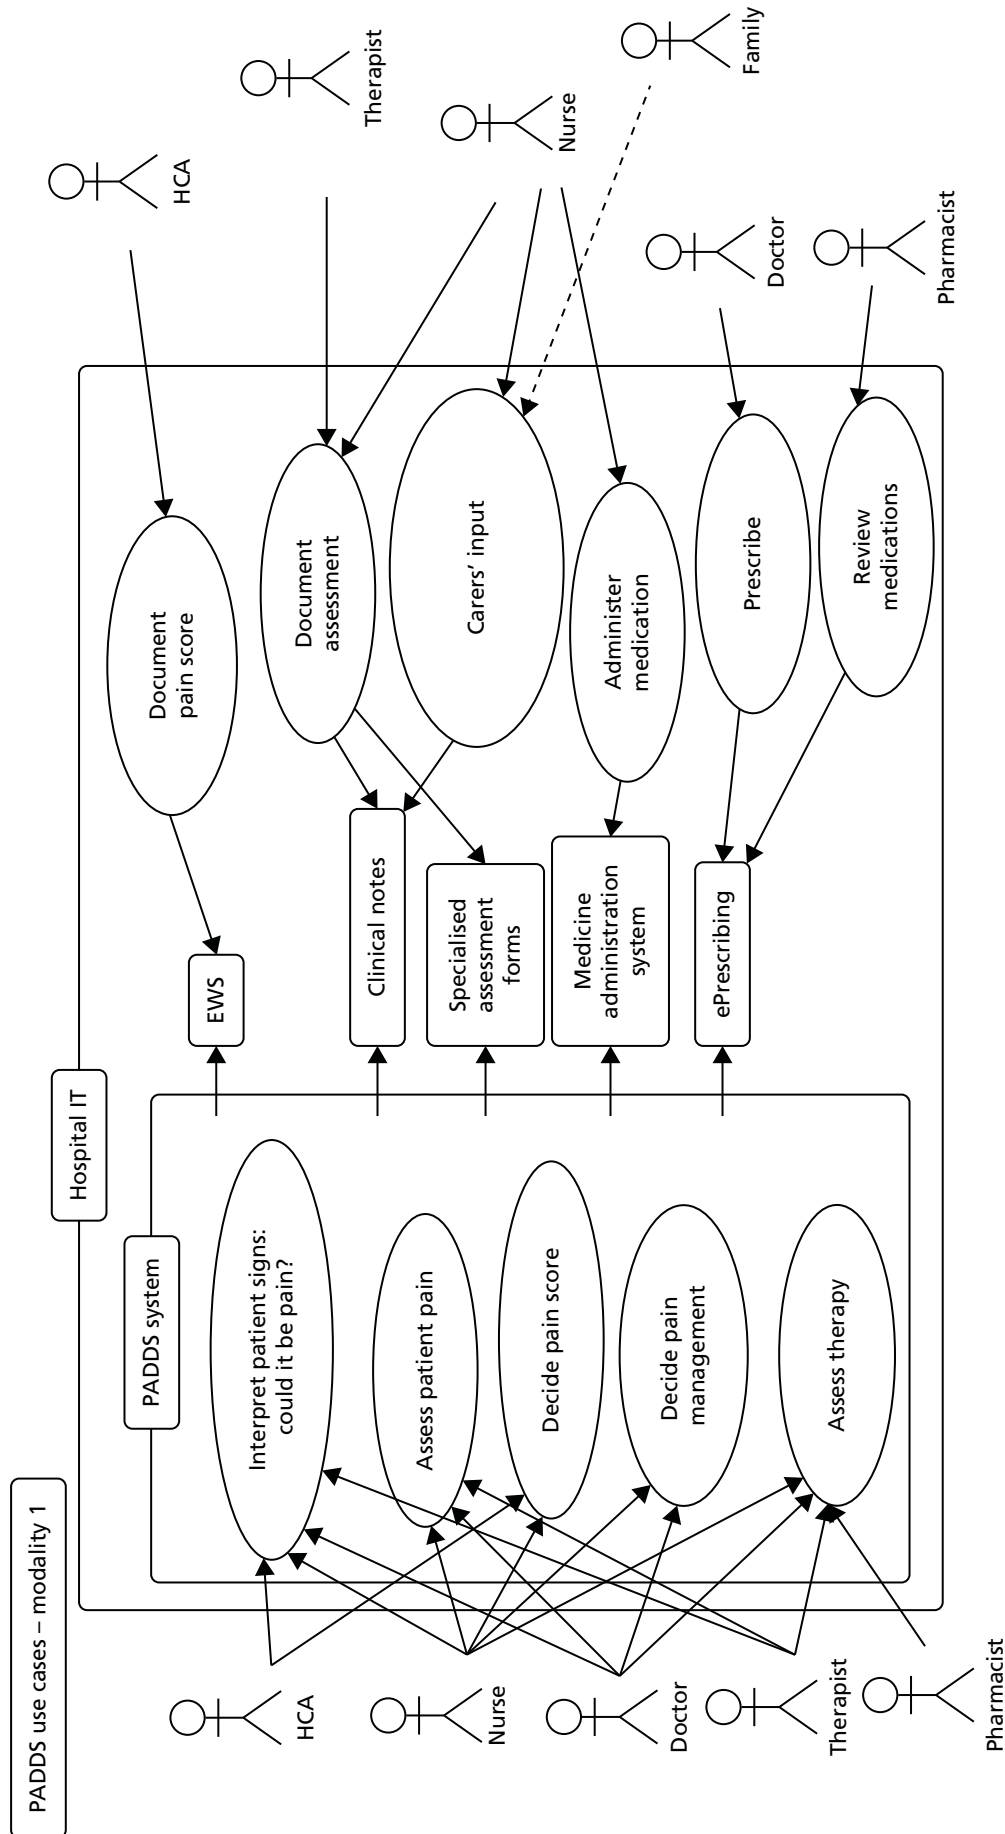 PADDS use cases – modality 1
Hospital IT
PADDS system
HCA
Nurse
Doctor
Therapist
Pharmacist
Interpret patient signs:
could it be pain?
Assess patient pain
Decide pain score
Decide pain
management
Assess therapy
EWS
Clinical notes
Specialised
assessment
forms
Medicine
administration
system
ePrescribing
Document
pain score
Document
assessment
Carers’ input
Administer
medication
Prescribe
Review
medications
HCA
Therapist
Nurse
Family
Doctor
Pharmacist